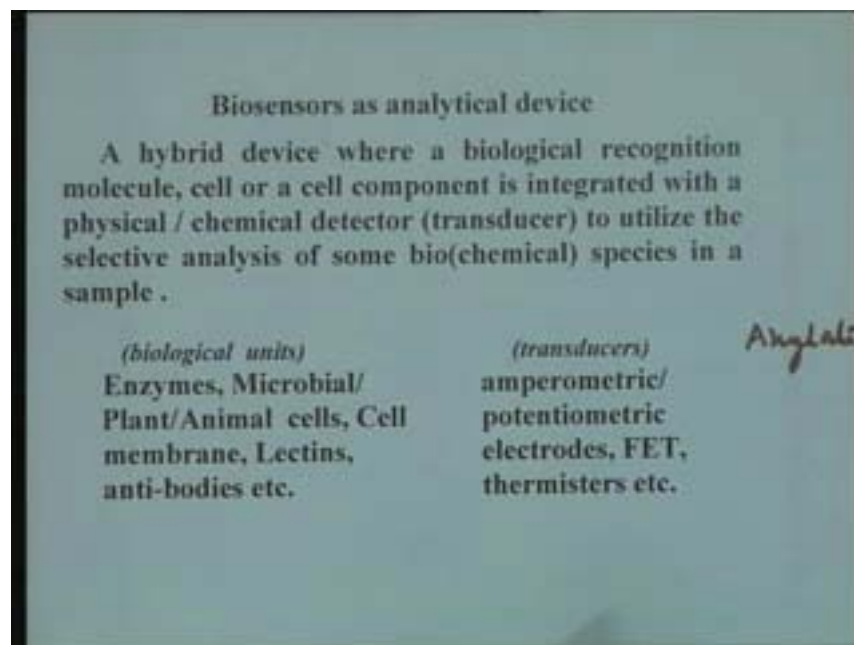 Biosensors as analytical device
A hybrid device where a biological recognition
molecule, cell or a cell component is integrated with a
physical / chemical detector (transducer) to utilize the
selective analysis of some bio(chemical) species in a
sample .
(biological units)
Enzymes, Microbial/
Plant/Animal cells, Cell
membrane, Lectins,
anti-bodies etc.
(transducers)
amperometric/
potentiometric
electrodes, FET,
thermisters etc.